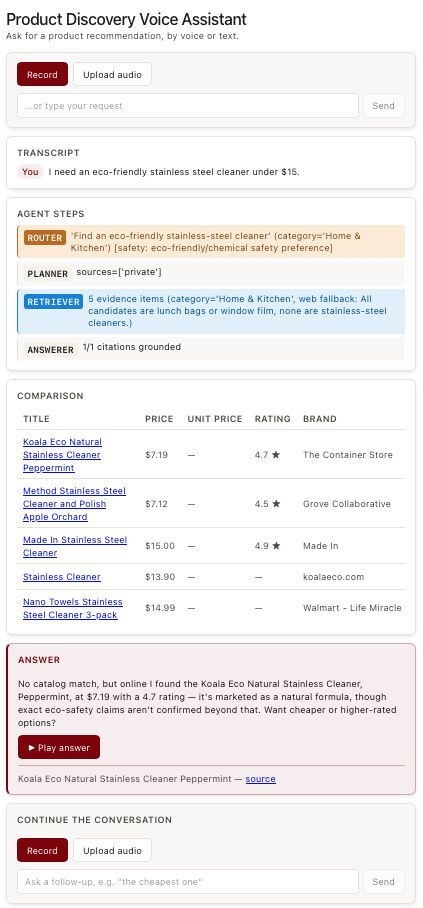 Product Discovery Voice Assistant
Ask for a product recommendation, by voice or text.
Record Upload audio
...or type your request Send
TRANSCRIPT
You I need an eco-friendly stainless steel cleaner under $15.
AGENT STEPS
ROUTER 'Find an eco-friendly stainless-steel cleaner' (category='Home &
Kitchen') [safety: eco-friendly/chemical safety preference]
PLANNER sources=['private']
RETRIEVER 5 evidence items (category='Home & Kitchen', web fallback: All
candidates are lunch bags or window film, none are stainless-steel
cleaners.)
ANSWERER 1/1 citations grounded
COMPARISON
TITLE PRICE UNIT PRICE RATING BRAND
Koala Eco Natural
Stainless Cleaner
Peppermint
$7.19 — 4.7 ★ The Container Store
Method Stainless Steel
Cleaner and Polish
Apple Orchard
$7.12 — 4.5 ★ Grove Collaborative
Made In Stainless Steel
Cleaner
$15.00 — 4.9 ★ Made In
Stainless Cleaner $13.90 — — koalaeco.com
Nano Towels Stainless
Steel Cleaner 3-pack
$14.99 — — Walmart - Life Miracle
ANSWER
No catalog match, but online I found the Koala Eco Natural Stainless Cleaner,
Peppermint, at $7.19 with a 4.7 rating — it's marketed as a natural formula, though
exact eco-safety claims aren't confirmed beyond that. Want cheaper or higher-rated
options?
► Play answer
Koala Eco Natural Stainless Cleaner Peppermint — source
CONTINUE THE CONVERSATION
Record Upload audio
Ask a follow-up, e.g. "the cheapest one" Send